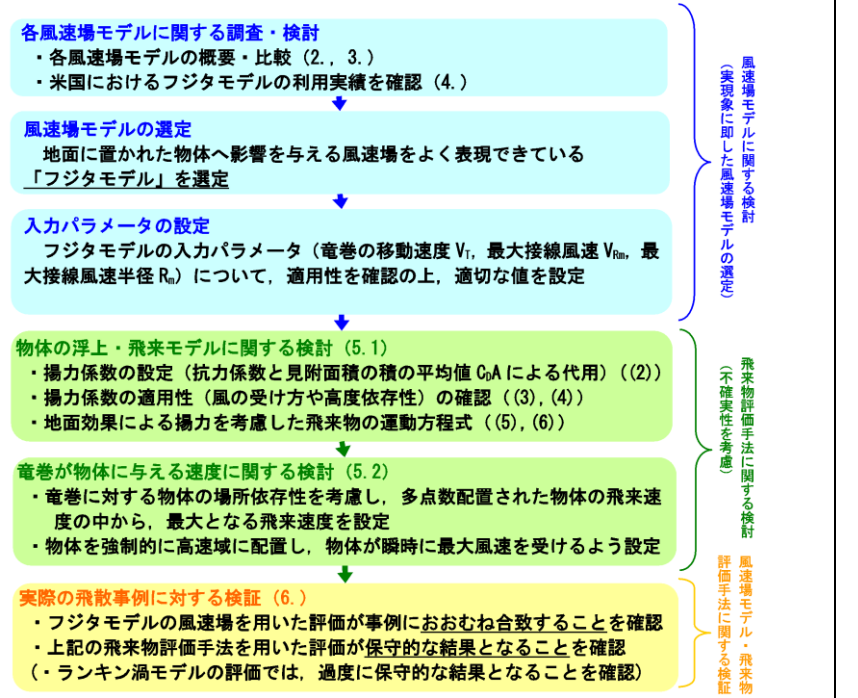 各風速場モデルに関する調査・検討
・各風速場モデルの概要・比較（2.，3.）
・米国におけるフジタモデルの利用実績を確認（4.）
風速場モデルの選定
地面に置かれた物体へ影響を与える風速場をよく表現できている
「フジタモデル」を選定
入力パラメータの設定
フジタモデルの入力パラメータ（竜巻の移動速度 VT，最大接線風速 VRm，最
大接線風速半径 Rm）について，適用性を確認の上，適切な値を設定
風速場モデルに関する検討
（実現象に即した風速場モデルの選定）
物体の浮上・飛来モデルに関する検討（5.1）
・揚力係数の設定（抗力係数と見附面積の積の平均値 CDA による代用）（(2)）
・揚力係数の適用性（風の受け方や高度依存性）の確認（(3),(4)）
・地面効果による揚力を考慮した飛来物の運動方程式（(5),(6)）
竜巻が物体に与える速度に関する検討（5.2）
・竜巻に対する物体の場所依存性を考慮し，多点数配置された物体の飛来速
度の中から，最大となる飛来速度を設定
・物体を強制的に高速域に配置し，物体が瞬時に最大風速を受けるよう設定
飛来物評価手法に関する検討
（不確実性を考慮）
実際の飛散事例に対する検証（6.）
・フジタモデルの風速場を用いた評価が事例におおむね合致することを確認
・上記の飛来物評価手法を用いた評価が保守的な結果となることを確認
（・ランキン渦モデルの評価では，過度に保守的な結果となることを確認）
風速場モデル・飛来物
評価手法に関する検証